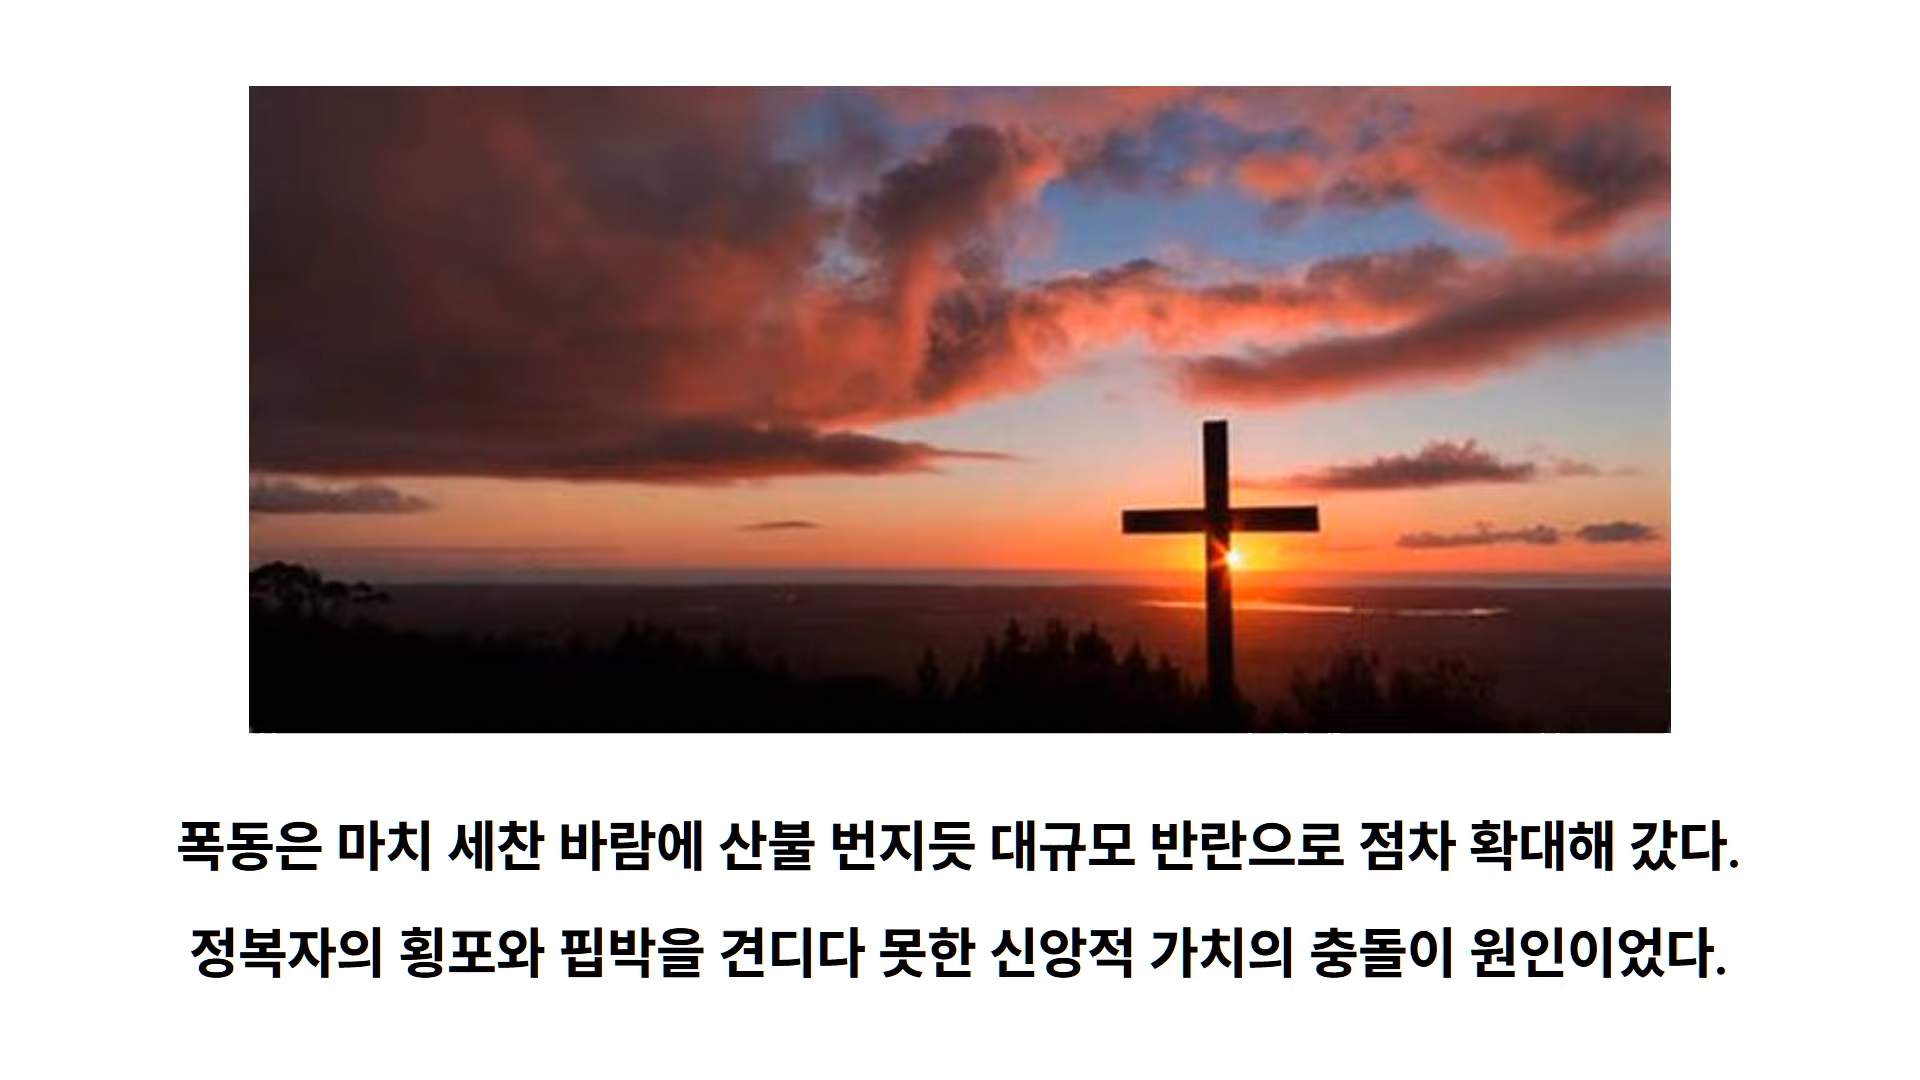 폭동은 마치 세찬 바람에 산불 번지듯 대규모 반란으로 점차 확대해 갔다.
정복자의 횡포와 핍박을 견디다 못한 신앙적 가치의 충돌이 원인이었다.